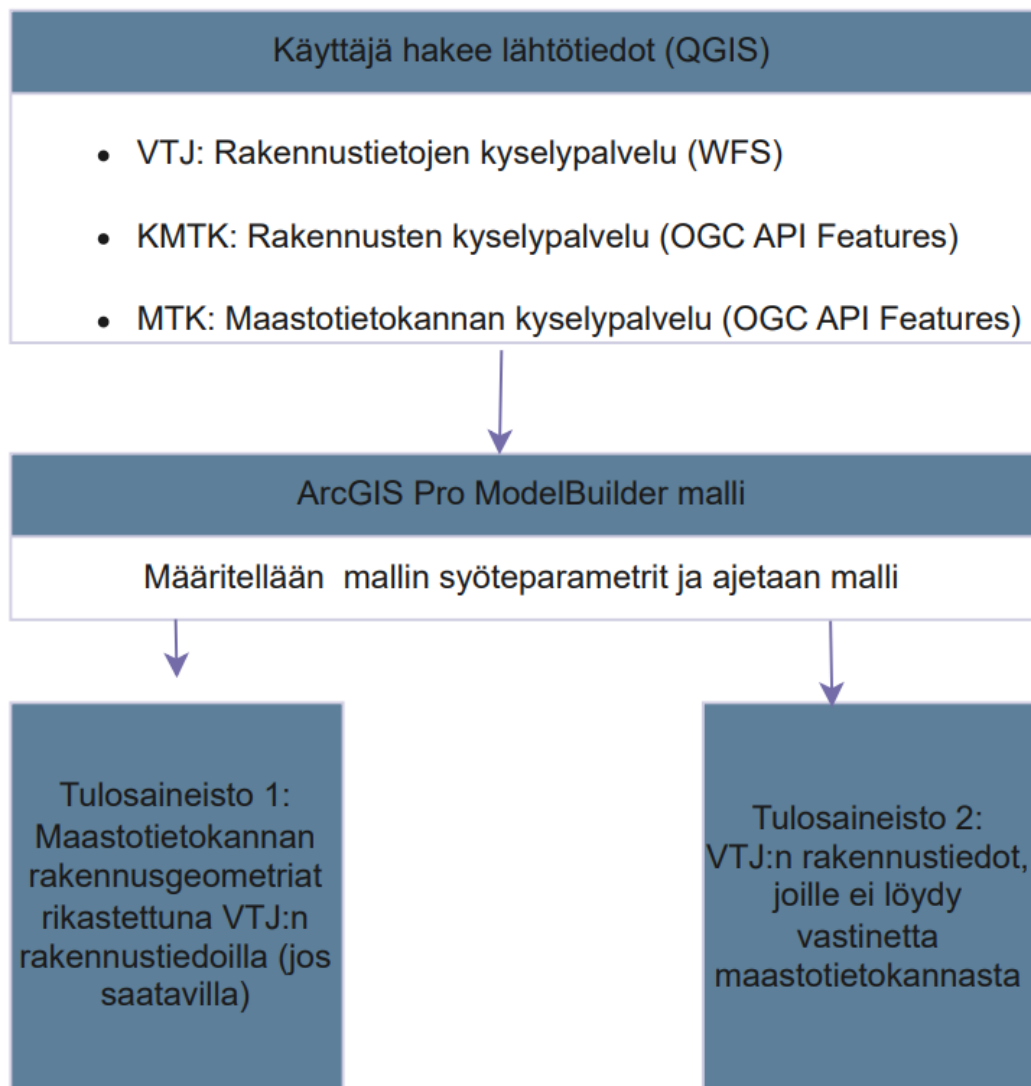 Käyttäjä hakee lähtötiedot (QGIS)
• VTJ: Rakennustietojen kyselypalvelu (WFS)
• KMTK: Rakennusten kyselypalvelu (OGC API Features)
• MTK: Maastotietokannan kyselypalvelu (OGC API Features)
ArcGIS Pro ModelBuilder malli
Määritellään mallin syöteparametrit ja ajetaan malli
Tulosaineisto 1:
Maastotietokannan
rakennusgeometriat
rikastettuna VTJ:n
rakennustiedoilla (jos
saatavilla)
Tulosaineisto 2:
VTJ:n rakennustiedot,
joille ei löydy
vastinetta
maastotietokannasta